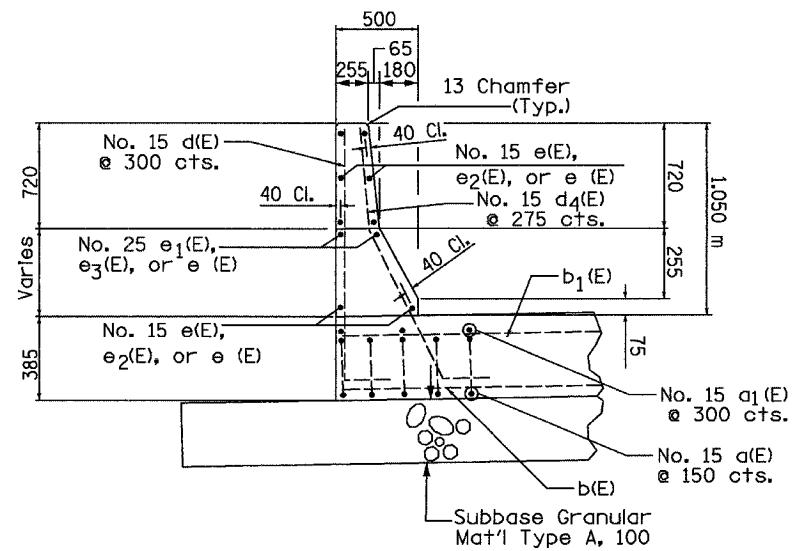 500
65
255
180
13 Chamfer
(Typ.)
No. 15 d(E)
@ 300 cts.
40 Cl.
No. 15 e(E),
e2(E), or e (E)
40 Cl.
No. 15 d4(E)
@ 275 cts.
720
720
1.050 m
No. 25 e1(E),
e3(E), or e (E)
40 Cl.
b1(E)
Varies
255
No. 15 e(E),
e2(E), or e (E)
75
385
No. 15 a1(E)
@ 300 cts.
No. 15 a(E)
@ 150 cts.
b(E)
Subbase Granular
Mat'l Type A, 100